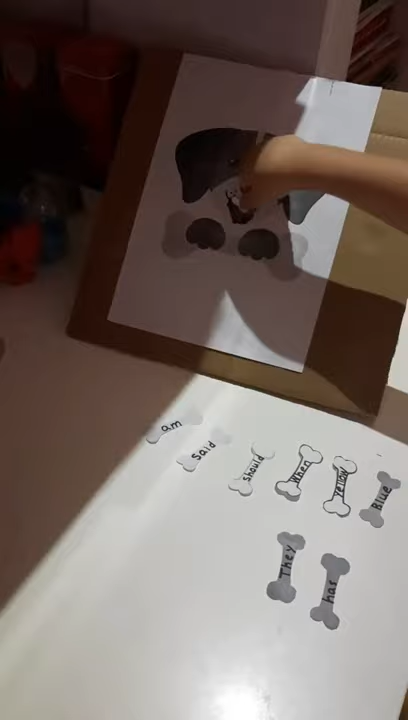 am
said
should
When
yellow
Blue
They
has